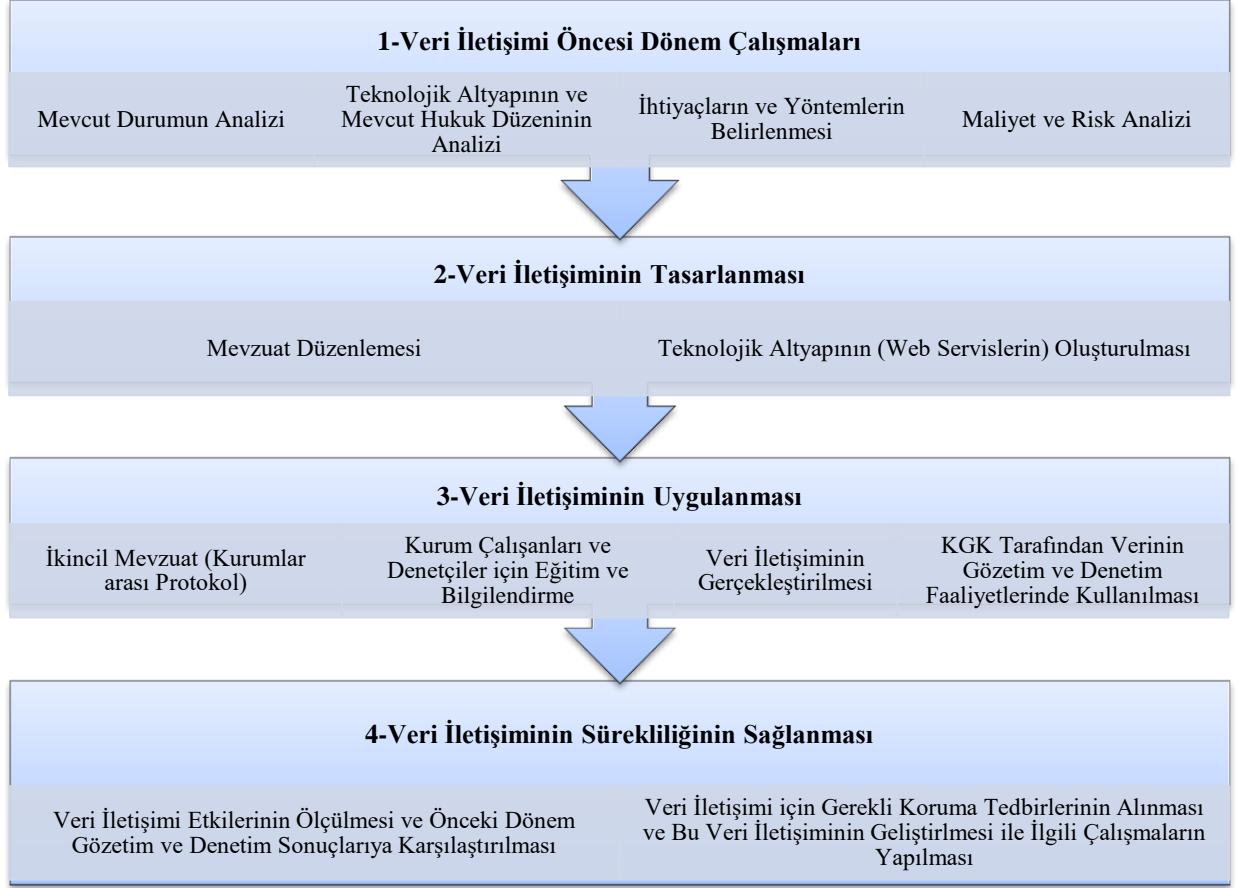 1-Veri İletişimi Öncesi Dönem Çalışmaları
Mevcut Durumun Analizi
Teknolojik Altyapının ve
Mevcut Hukuk Düzeninin
Analizi
İhtiyaçların ve Yöntemlerin
Belirlenmesi
Maliyet ve Risk Analizi
2-Veri İletişiminin Tasarlanması
Mevzuat Düzenlemesi
Teknolojik Altyapının (Web Servislerin) Oluşturulması
3-Veri İletişiminin Uygulanması
İkincil Mevzuat (Kurumlar
arası Protokol)
Kurum Çalışanları ve
Denetçiler için Eğitim ve
Bilgilendirme
Veri İletişiminin
Gerçekleştirilmesi
KGK Tarafından Verinin
Gözetim ve Denetim
Faaliyetlerinde Kullanılması
4-Veri İletişiminin Sürekliliğinin Sağlanması
Veri İletişimi Etkilerinin Ölçülmesi ve Önceki Dönem
Gözetim ve Denetim Sonuçlarıya Karşılaştırılması
Veri İletişimi için Gerekli Koruma Tedbirlerinin Alınması
ve Bu Veri İletişiminin Geliştirlmesi ile İlgili Çalışmaların
Yapılması